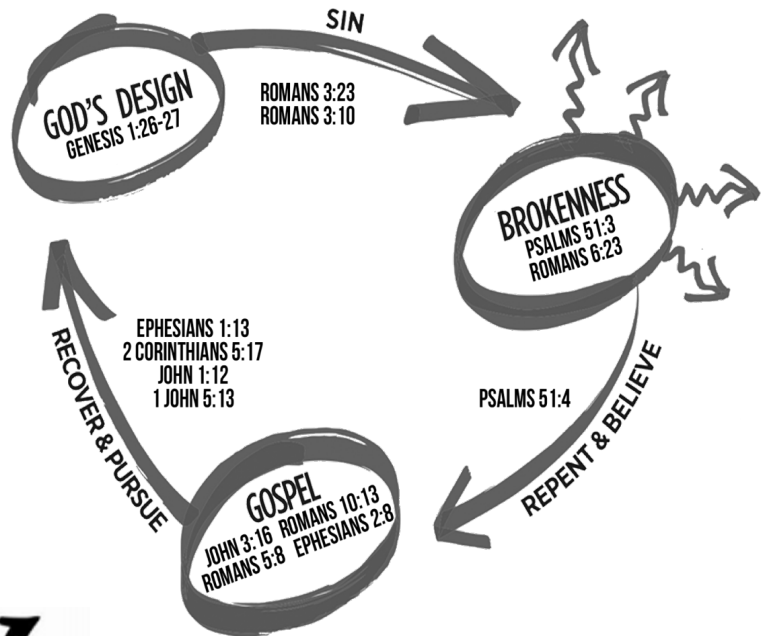 SIN
ROMANS 3:23
ROMANS 3:10
GOD'S DESIGN
GENESIS 1:26-27
BROKENNESS
PSALMS 51:3
ROMANS 6:23
REPENT & BELIEVE
PSALMS 51:4
GOSPEL
JOHN 3:16 ROMANS 10:13
ROMANS 5:8 EPHESIANS 2:8
RECOVER & PURSUE
EPHESIANS 1:13
2 CORINTHIANS 5:17
JOHN 1:12
1 JOHN 5:13